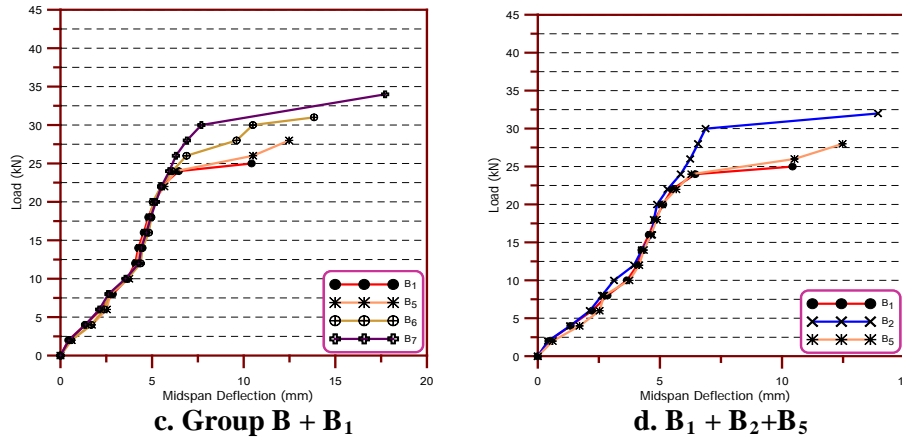 45
40
35
30
25
20
15
10
5
0
Load (kN)
0 5 10 15 20
Midspan Deflection (mm)
B1
B5
B6
B7
c. Group B + B1
45
40
35
30
25
20
15
10
5
0
Load (kN)
0 5 10 1
Midspan Deflection (mm)
B1
B2
B5
d. B1 + B2+B5